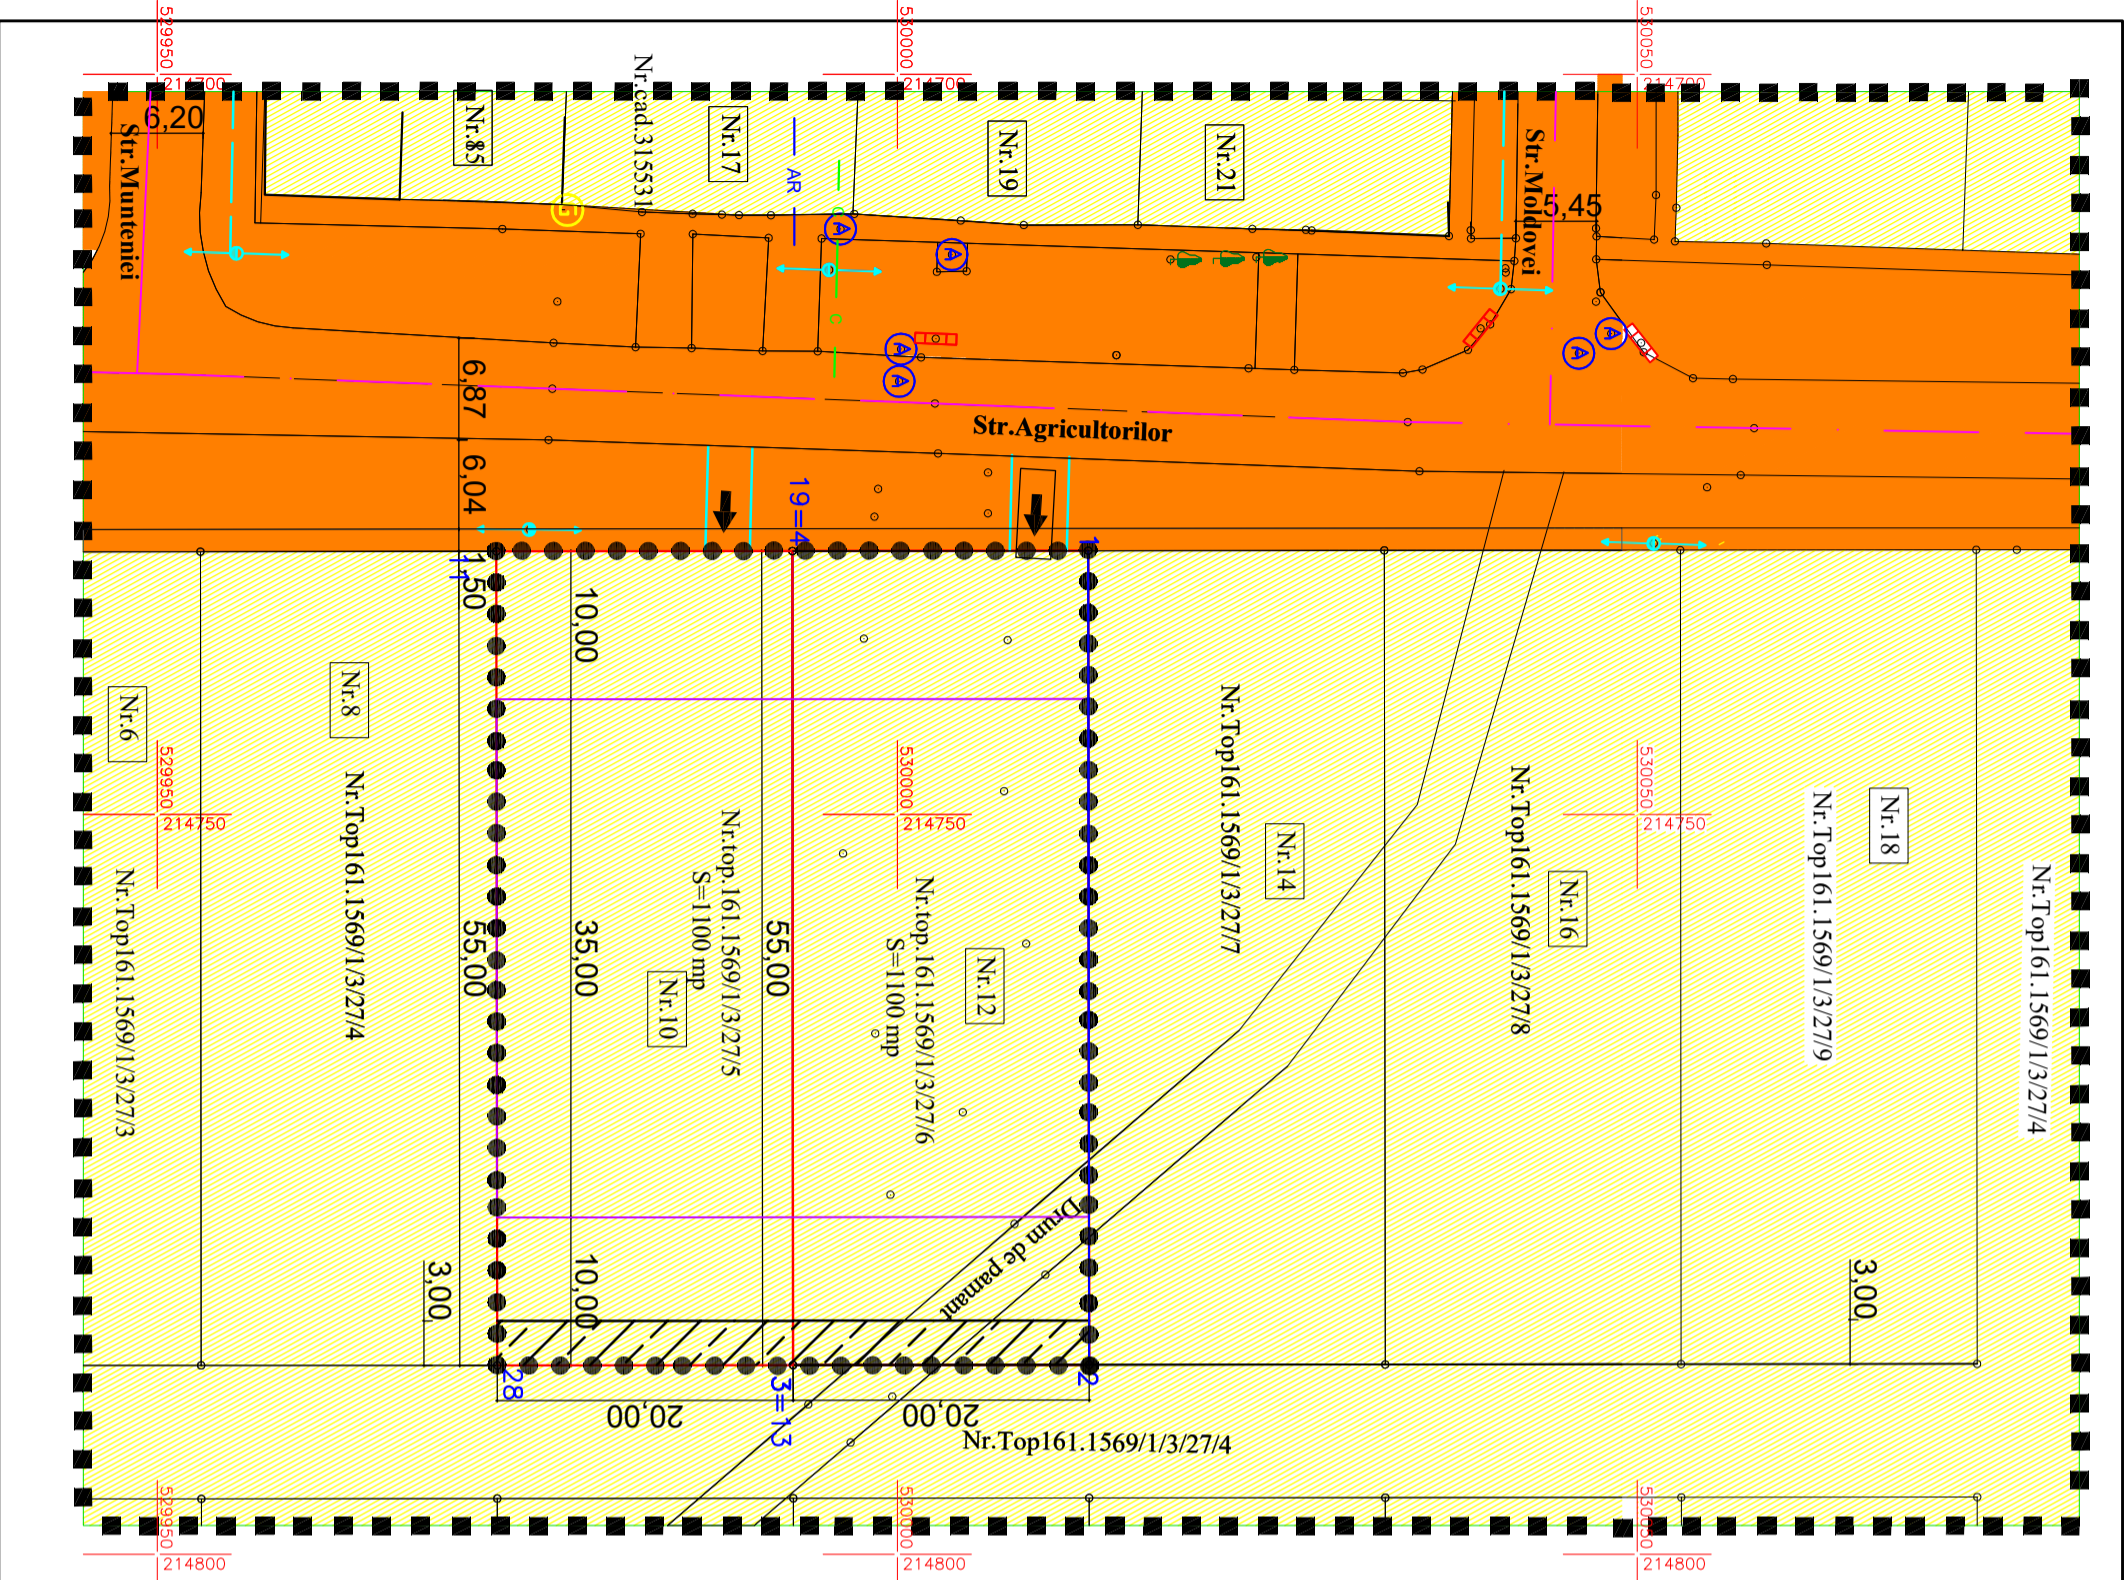 529950
214700
530000
214700
530050
214700
6,20
Str.Munteniei
Nr.85
Nr.cad.315531
Nr.17
AR
Nr.19
Nr.21
Str.Moldovei
5,45
G
A
A
C
A
A
A
A
6,87
6,04
1,50
Str.Agricultorilor
11
19=4
1
10,00
Nr.6
Nr.8
529950
214750
530000
214750
530050
214750
Nr.Top161.1569/1/3/27/3
Nr.Top161.1569/1/3/27/4
55,00
35,00
Nr.top.161.1569/1/3/27/5
S=1100 mp
Nr.10
55,00
Nr.top.161.1569/1/3/27/6
S=1100 mp
Nr.12
Nr.Top161.1569/1/3/27/7
Nr.14
Nr.Top161.1569/1/3/27/8
Nr.16
Nr.Top161.1569/1/3/27/9
Nr.18
Nr.Top161.1569/1/3/27/4
3,00
10,00
Drum de pamant
3,00
28
3=13
2
20,00
20,00
Nr.Top161.1569/1/3/27/4
529950
214800
530000
214800
530050
214800